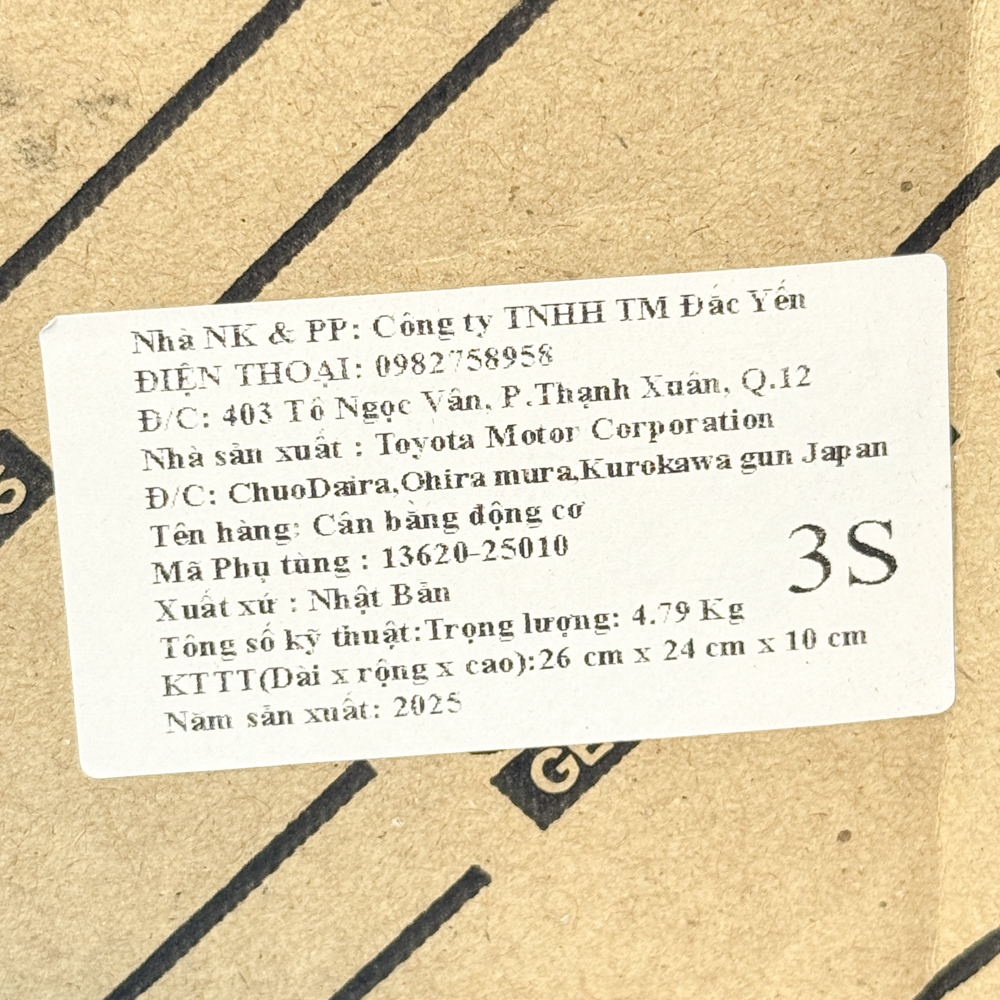 Nhà NK & PP: Công ty TNHH TM Đắc Yến
ĐIỆN THOẠI: 0982758958
Đ/C: 403 Tô Ngọc Vân, P.Thạnh Xuân, Q.12
Nhà sản xuất : Toyota Motor Corporation
Đ/C: ChuoDaira,Ohira mura,Kurokawa gun Japan
Tên hàng: Cân bằng động cơ
Mã Phụ tùng : 13620-25010
Xuất xứ : Nhật Bản
Tông số kỹ thuật:Trọng lượng: 4.79 Kg
KTTT(Dài x rộng x cao):26 cm x 24 cm x 10 cm
Năm sản xuất: 2025
3S